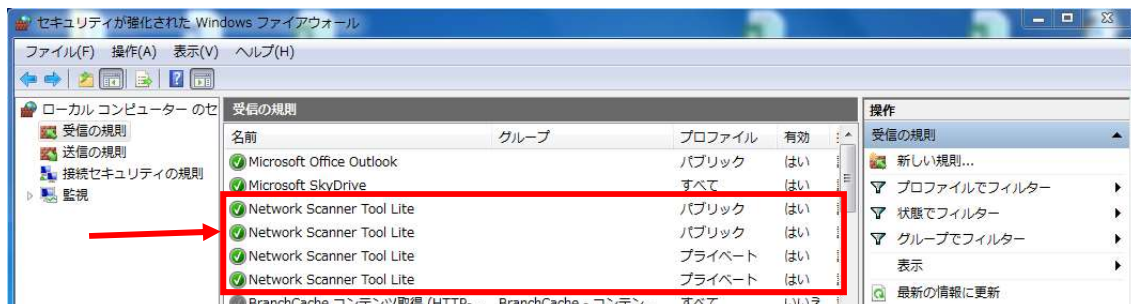 セキュリティが強化された Windows ファイアウォール
ファイル(F) 操作(A) 表示(V) ヘルプ(H)
ローカル コンピューター のセ
受信の規則
送信の規則
接続セキュリティの規則
監視
受信の規則
名前 グループ プロファイル 有効
Microsoft Office Outlook パブリック はい
Microsoft SkyDrive すべて はい
Network Scanner Tool Lite パブリック はい
Network Scanner Tool Lite パブリック はい
Network Scanner Tool Lite プライベート はい
Network Scanner Tool Lite プライベート はい
BranchCache コンテンツ取得 (HTTP- BranchCache - コンテン... すべて いいえ
操作
受信の規則
新しい規則...
プロファイルでフィルター
状態でフィルター
グループでフィルター
表示
最新の情報に更新